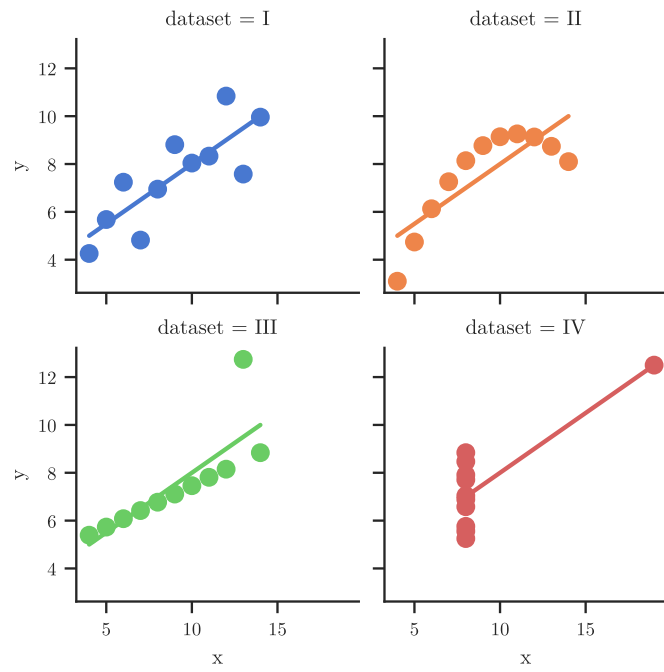 dataset = I
dataset = II
12
10
8
6
4
y
dataset = III
dataset = IV
12
10
8
6
4
y
5
10
15
5
10
15
x
x